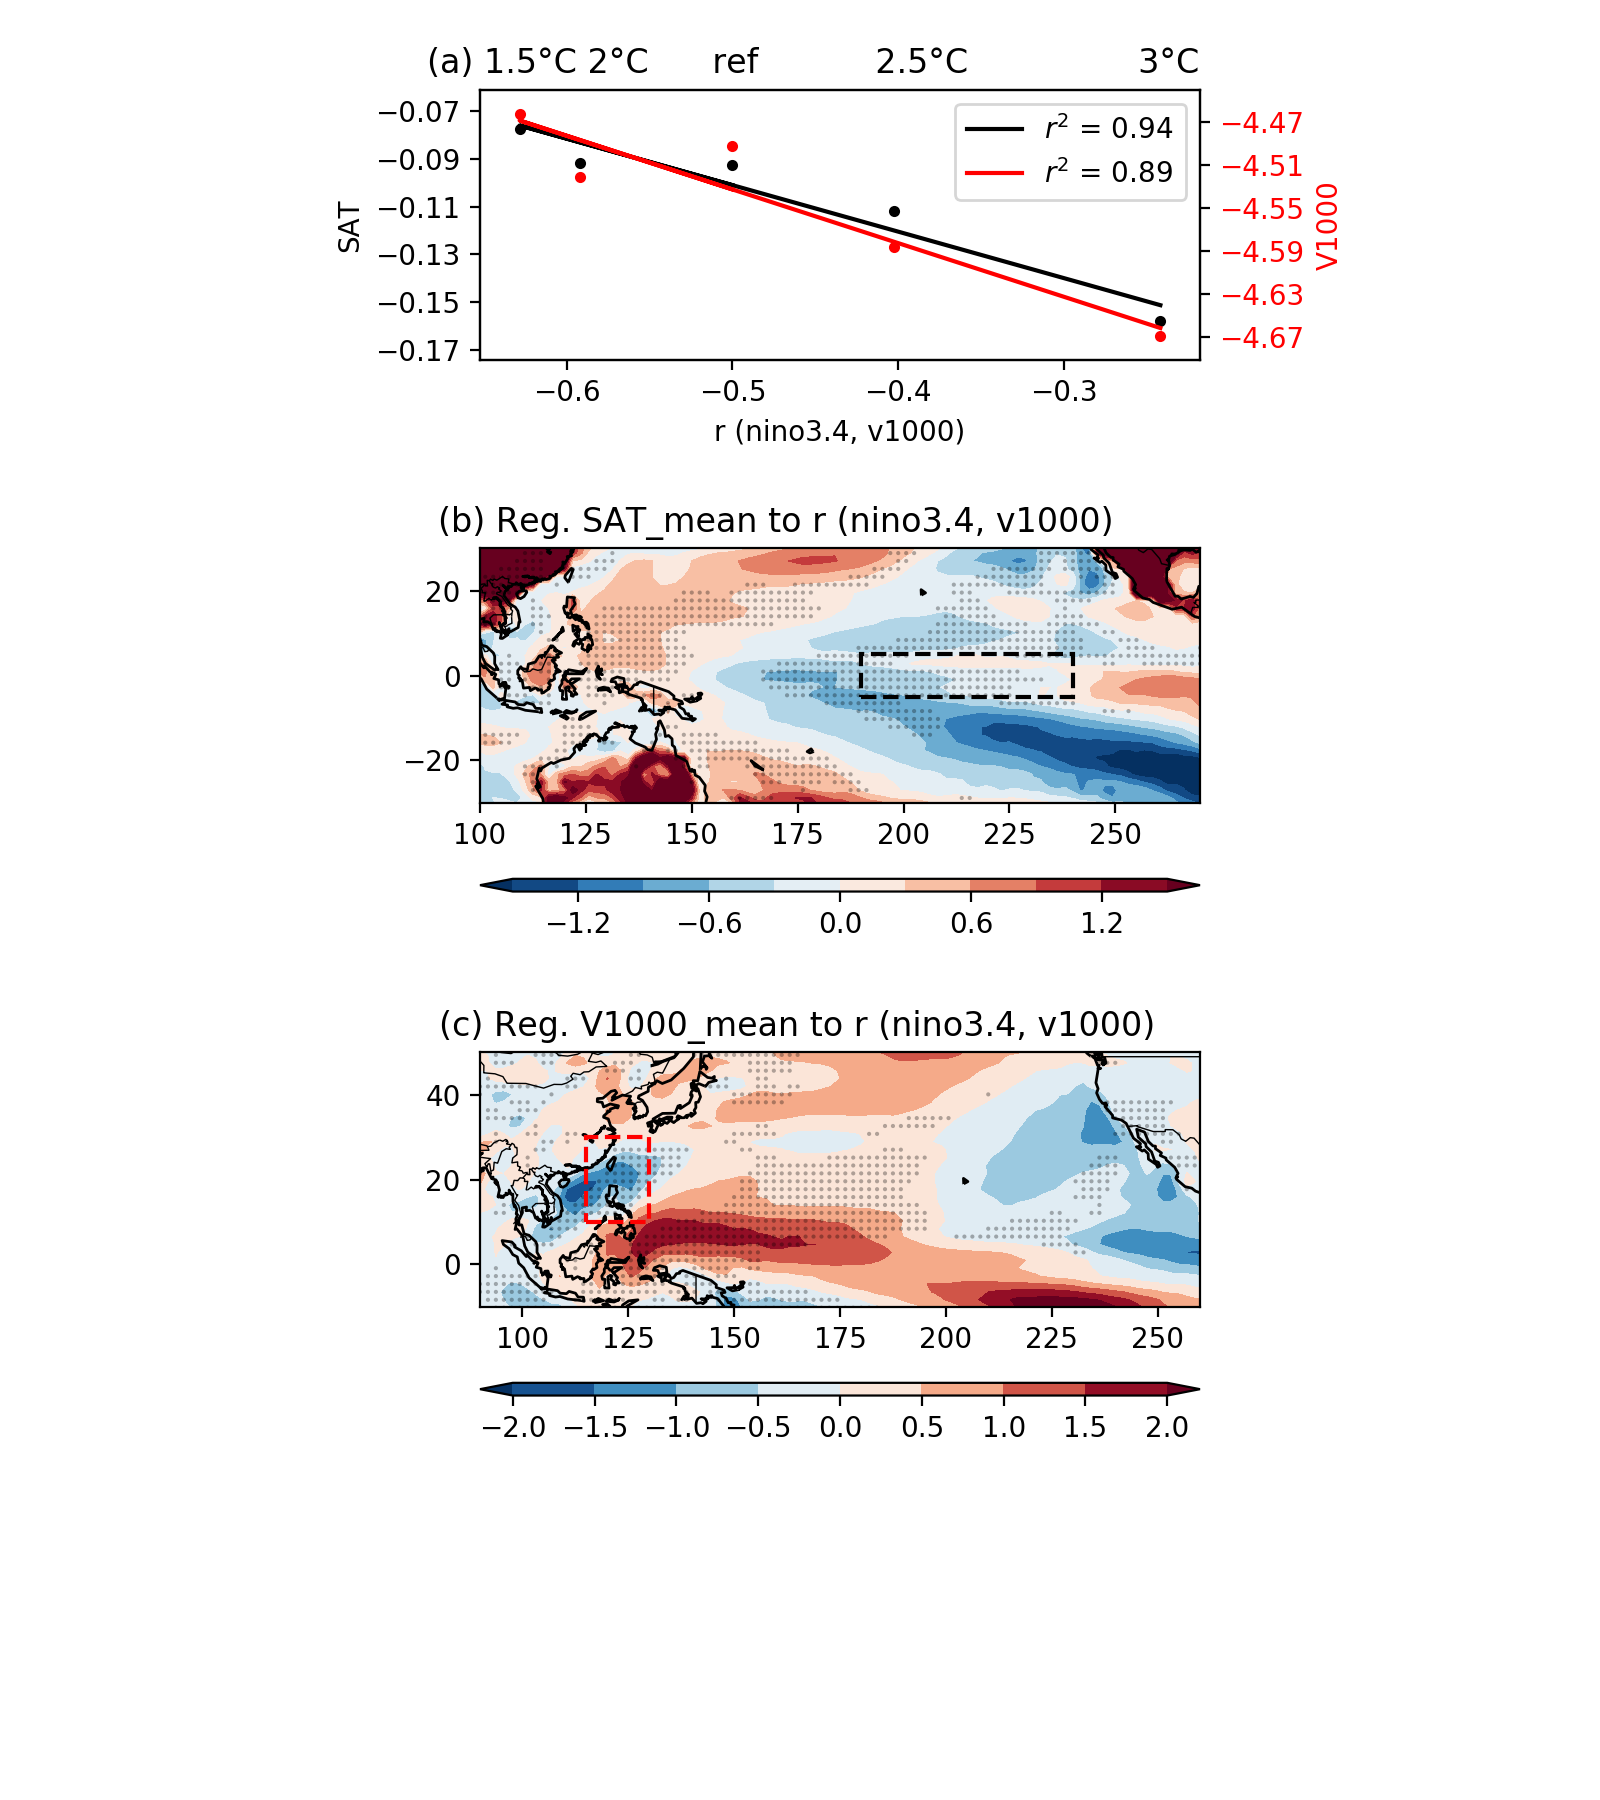 (a) 1.5°C 2°C ref 2.5°C 3°C
−0.07
−0.09
−0.11
−0.13
−0.15
−0.17
SAT
r² = 0.94
r² = 0.89
−4.47
−4.51
−4.55
−4.59
−4.63
−4.67
V1000
−0.6 −0.5 −0.4 −0.3
r (nino3.4, v1000)
(b) Reg. SAT_mean to r (nino3.4, v1000)
20
0
−20
100 125 150 175 200 225 250
−1.2 −0.6 0.0 0.6 1.2
(c) Reg. V1000_mean to r (nino3.4, v1000)
40
20
0
100 125 150 175 200 225 250
−2.0 −1.5 −1.0 −0.5 0.0 0.5 1.0 1.5 2.0